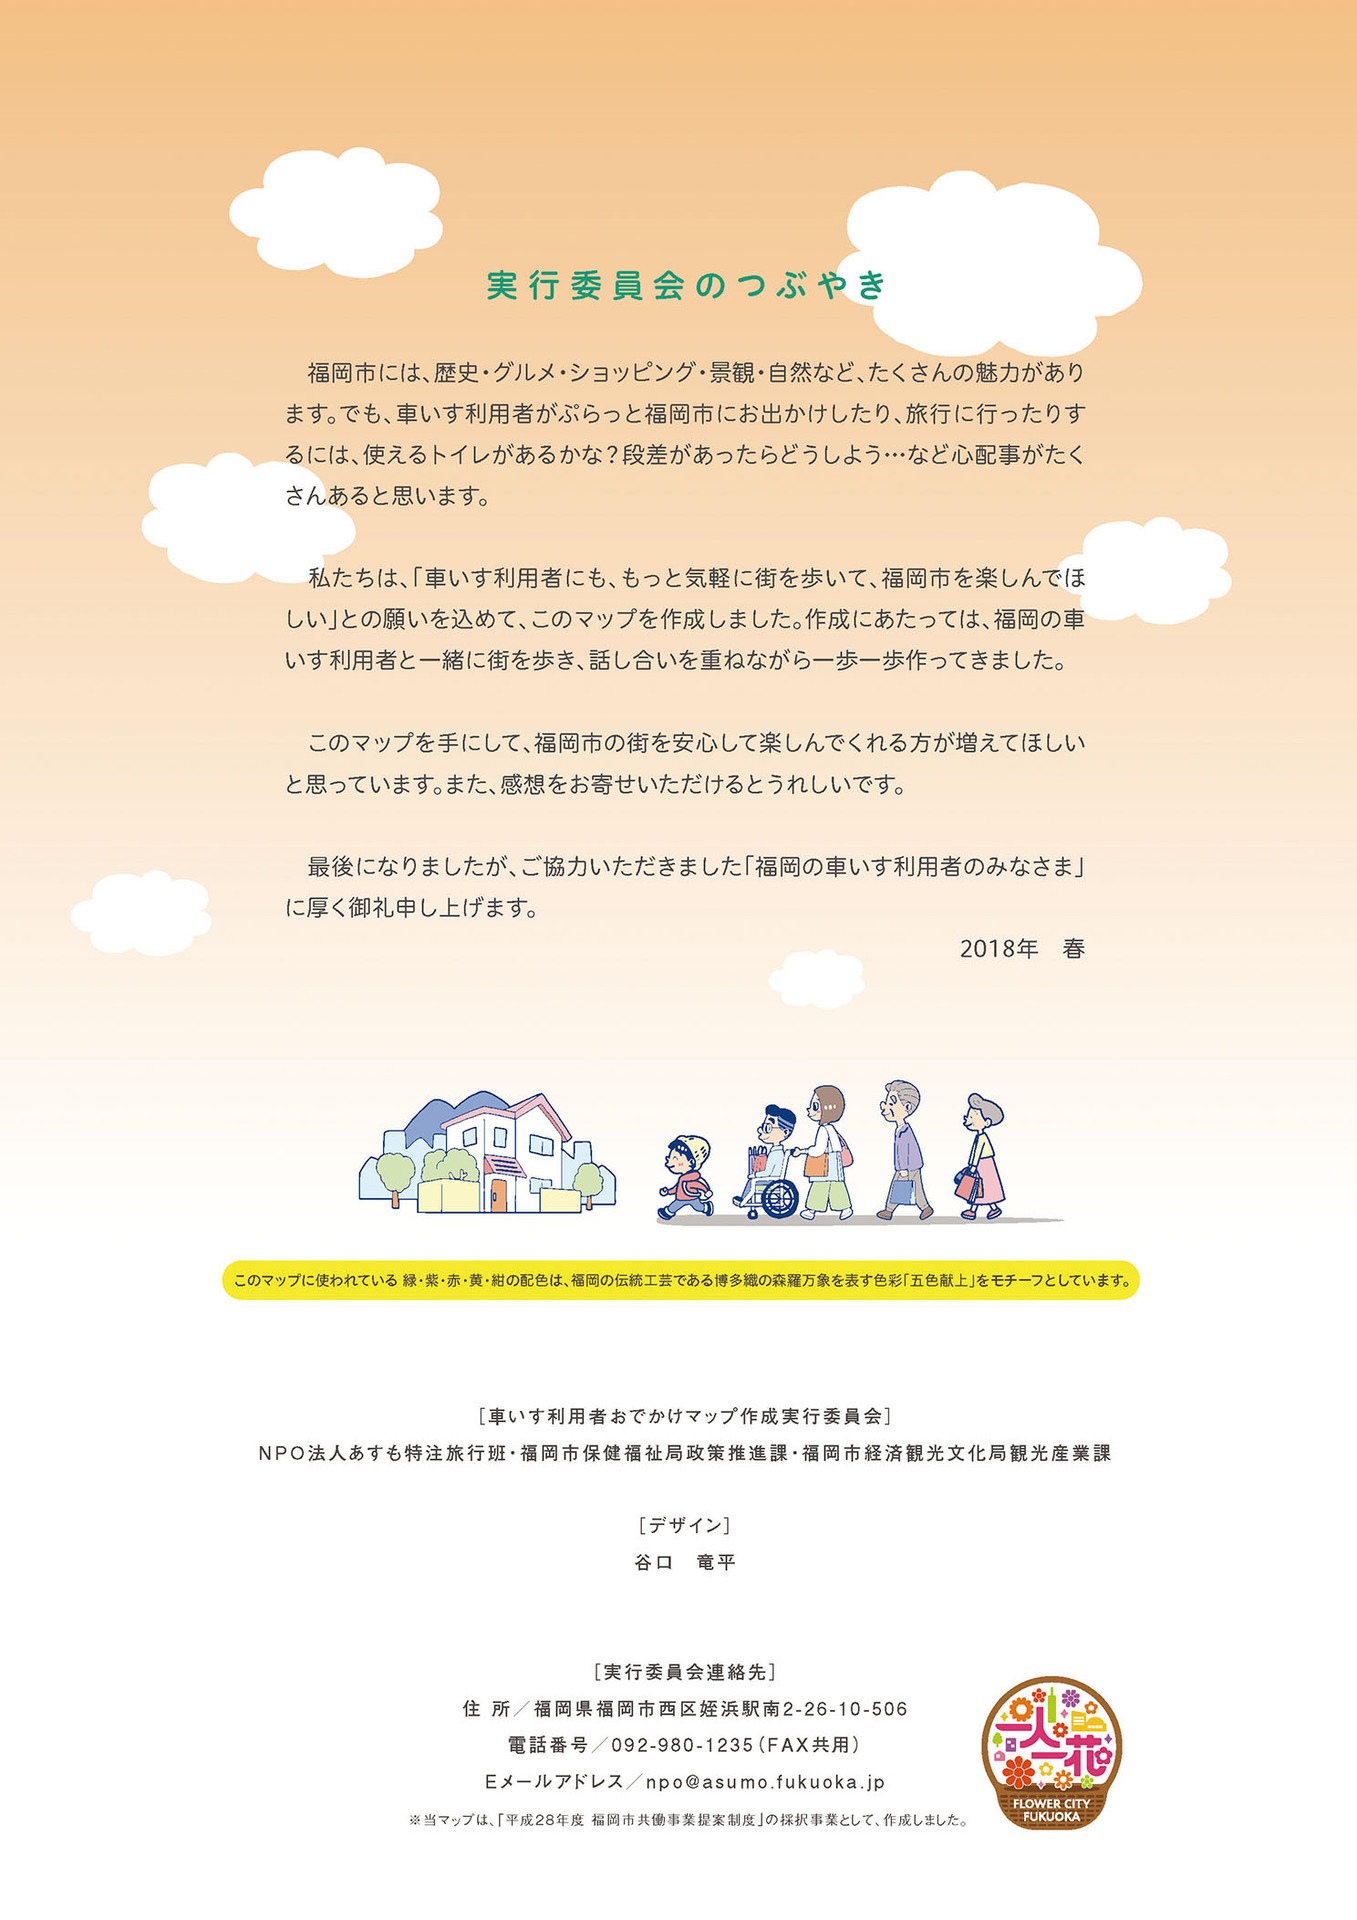 実行委員会のつぶやき
福岡市には、歴史・グルメ・ショッピング・景観・自然など、たくさんの魅力があり
ます。でも、車いす利用者がぷらっと福岡市にお出かけしたり、旅行に行ったりす
るには、使えるトイレがあるかな？段差があったらどうしよう…など心配事がたく
さんあると思います。
私たちは、「車いす利用者にも、もっと気軽に街を歩いて、福岡市を楽しんでほ
しい」との願いを込めて、このマップを作成しました。作成にあたっては、福岡の車
いす利用者と一緒に街を歩き、話し合いを重ねながら一歩一歩作ってきました。
このマップを手にして、福岡市の街を安心して楽しんでくれる方が増えてほしい
と思っています。また、感想をお寄せいただけるとうれしいです。
最後になりましたが、ご協力いただきました「福岡の車いす利用者のみなさま」
に厚く御礼申し上げます。
2018年　春
このマップに使われている 緑・紫・赤・黄・紺の配色は、福岡の伝統工芸である博多織の森羅万象を表す色彩「五色献上」をモチーフとしています。
［車いす利用者おでかけマップ作成実行委員会］
NPO法人あすも特注旅行班・福岡市保健福祉局政策推進課・福岡市経済観光文化局観光産業課
［デザイン］
谷口　竜平
［実行委員会連絡先］
住 所／福岡県福岡市西区姪浜駅南2-26-10-506
電話番号／092-980-1235（FAX共用）
Eメールアドレス／npo@asumo.fukuoka.jp
※当マップは、「平成28年度 福岡市共働事業提案制度」の採択事業として、作成しました。
一人一花
FLOWER CITY
FUKUOKA